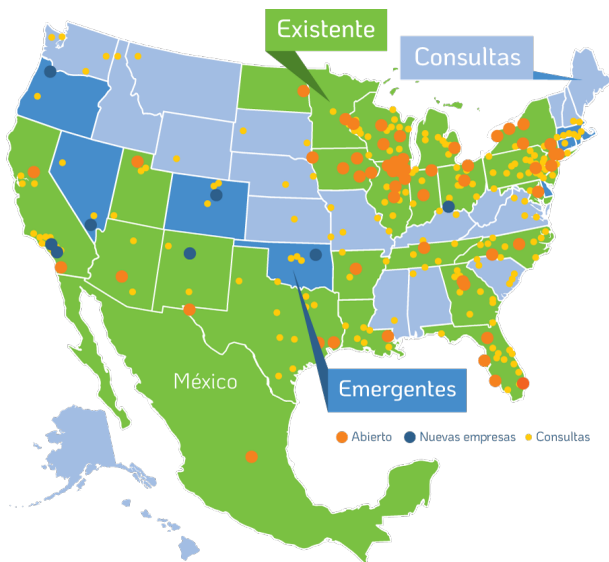 Existente
Consultas
México
Emergentes
Abierto
Nuevas empresas
Consultas